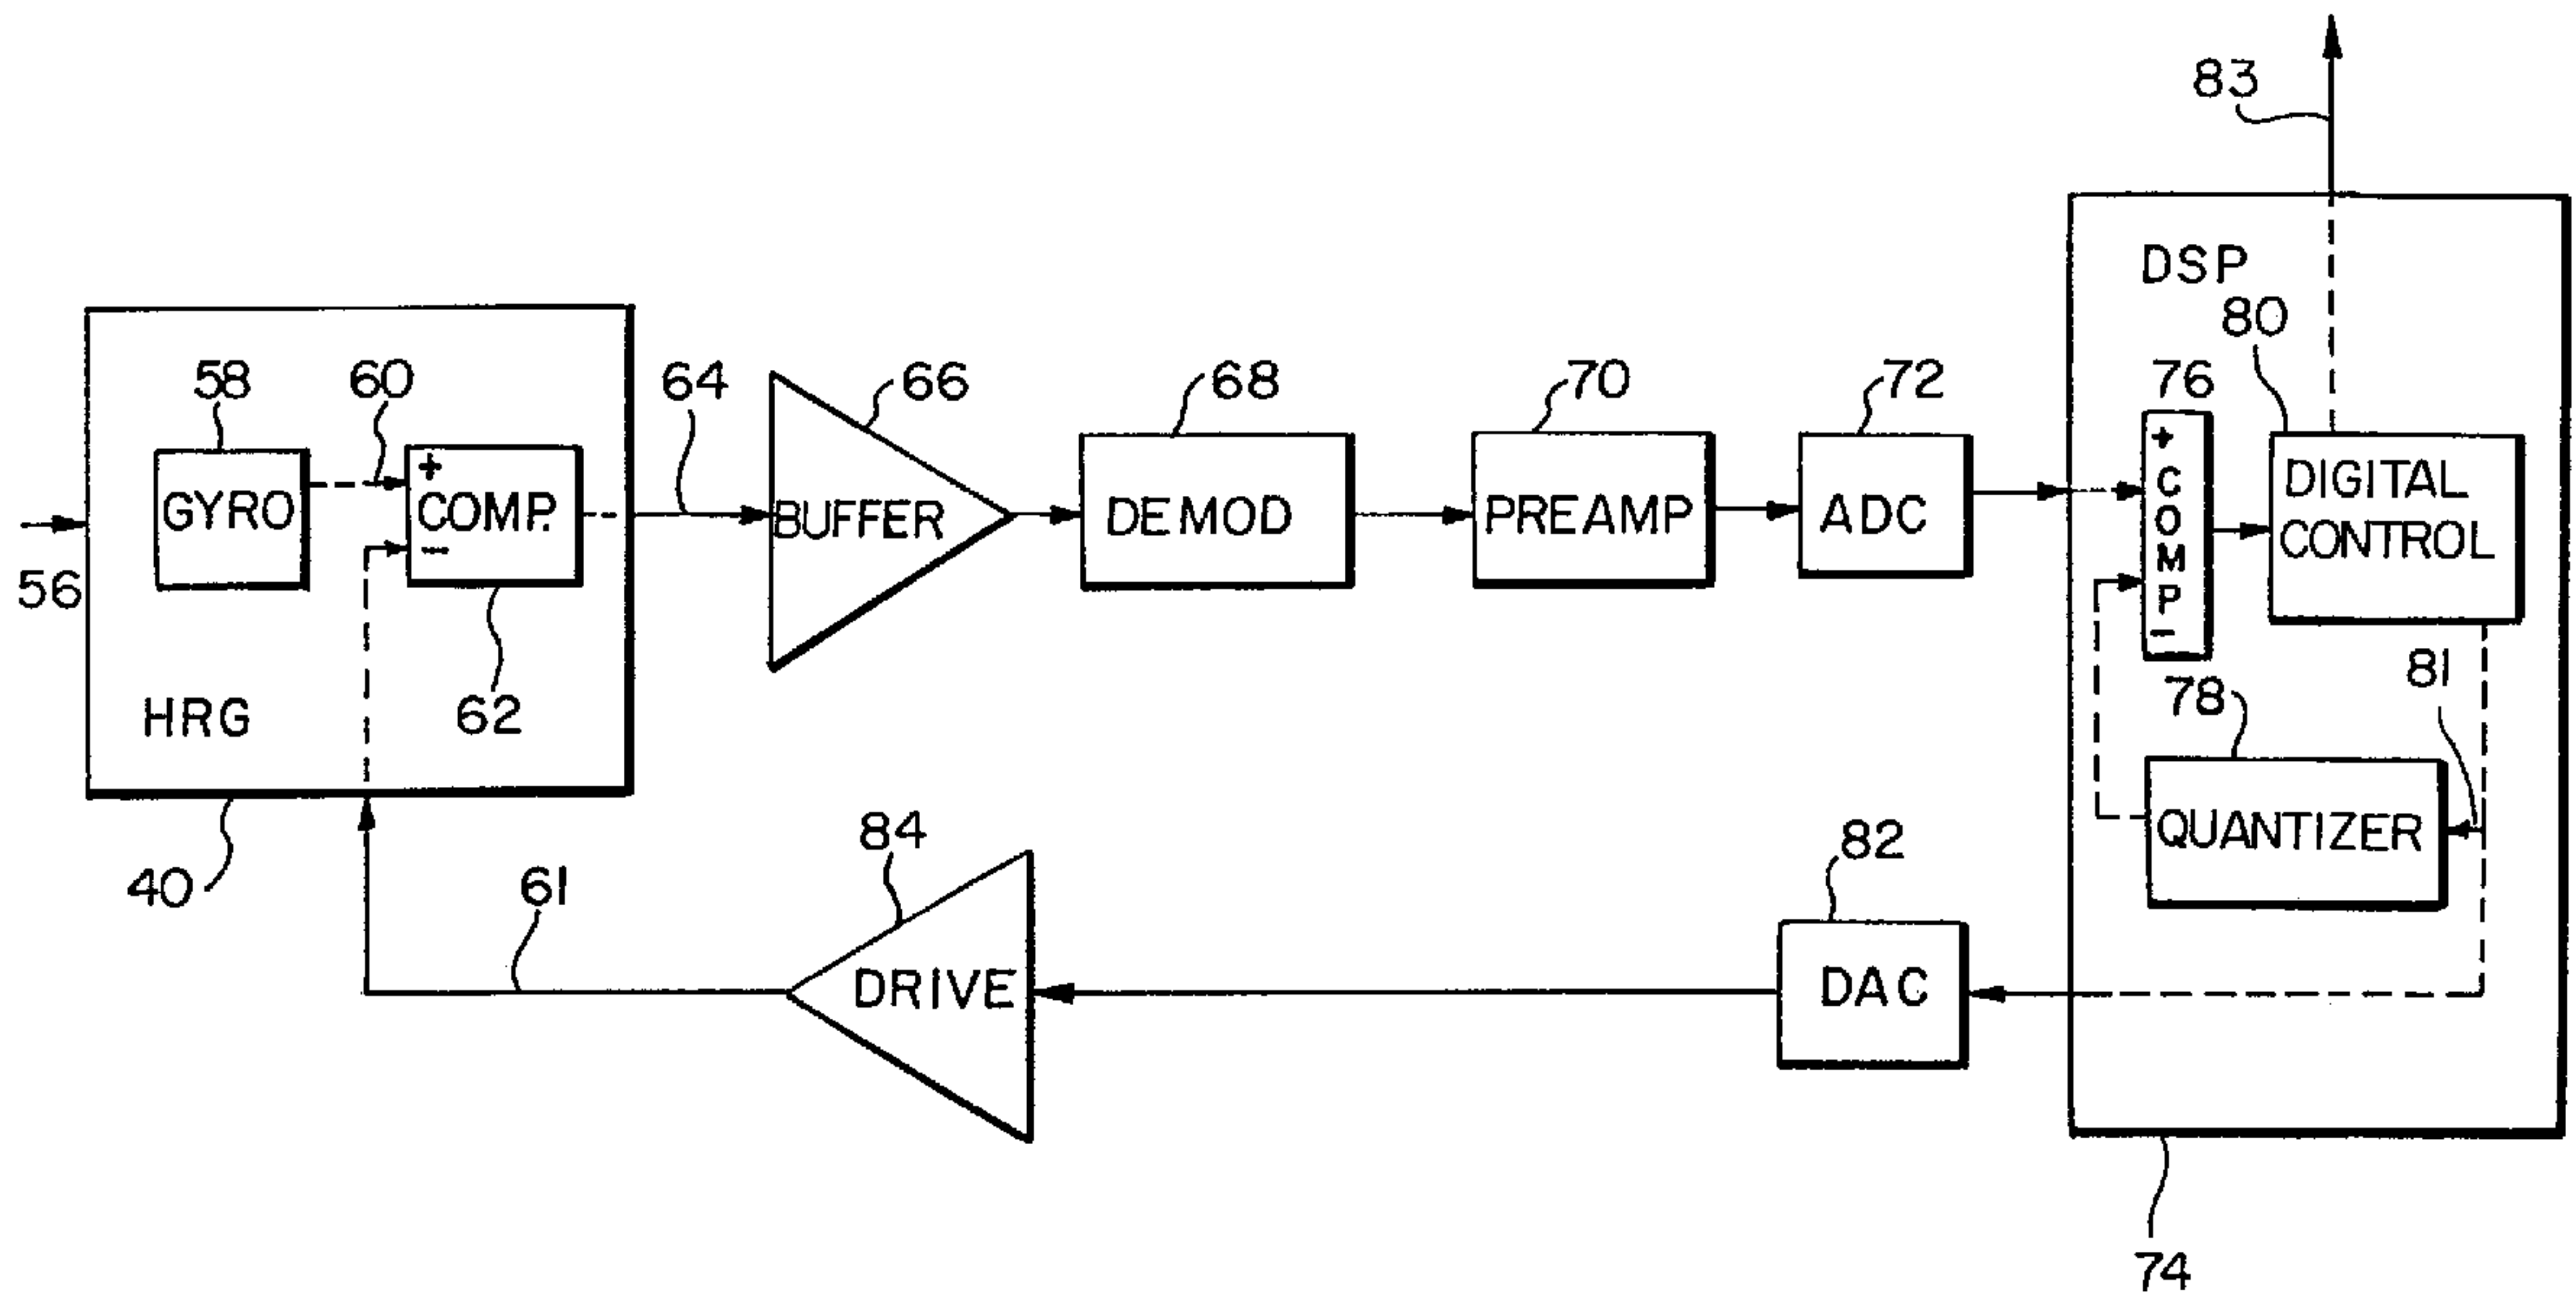 83
DSP
80
58
60
64
66
68
70
72
76
GYRO
+
COMP.
-
BUFFER
DEMOD
PREAMP
ADC
+
COMP
-
DIGITAL
CONTROL
56
HRG
62
78
81
QUANTIZER
40
61
84
DRIVE
82
DAC
74